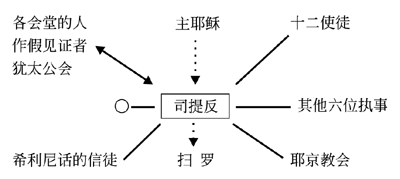 各会堂的人
作假见证者
犹太公会
主耶稣
十二使徒
司提反
其他六位执事
希利尼话的信徒
扫 罗
耶京教会